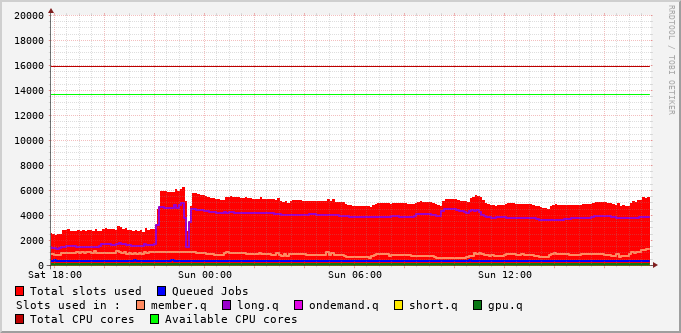 RRDTOOL / TOBI OETIKER
20000
18000
16000
14000
12000
10000
8000
6000
4000
2000
0
Sat 18:00 Sun 00:00 Sun 06:00 Sun 12:00
Total slots used Queued Jobs
Slots used in : member.q long.q ondemand.q short.q gpu.q
Total CPU cores Available CPU cores